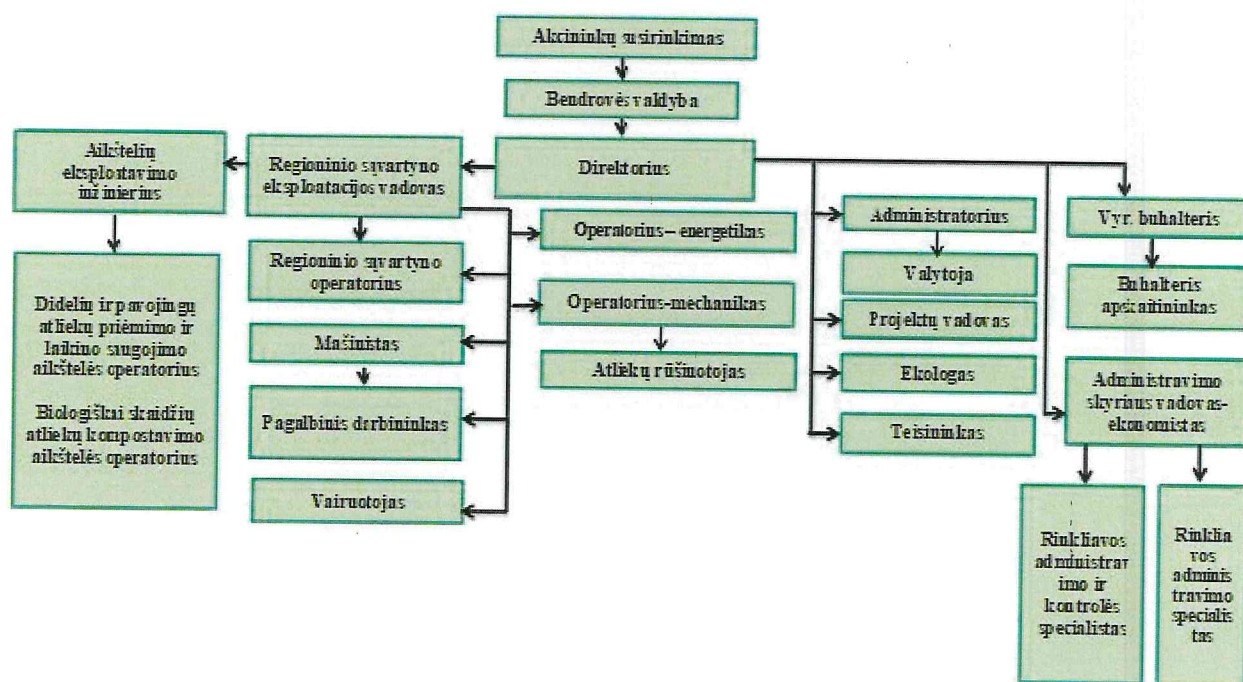 Akcininkų susirinkimas
Bendrovės valdyba
Direktorius
Aikštelių
eksploatavimo
inžinierius
Didelių ir pavojingų
atliekų priėmimo ir
laikino saugojimo
aikštelės operatorius
Biologiškai skaidžių
atliekų kompostavimo
aikštelės operatorius
Regioninio sąvartyno
eksploatacijos vadovas
Regioninio sąvartyno
operatorius
Mašinistas
Pagalbinis darbininkas
Vairuotojas
Operatorius – energetikas
Operatorius-mechanikas
Atliekų rūšiuotojas
Administratorius
Valytoja
Projektų vadovas
Ekologas
Teisininkas
Vyr. buhalteris
Buhalteris
apskaitininkas
Administravimo
skyriaus vadovas-
ekonomistas
Rinkliavos
administrav
imo ir
kontrolės
specialistas
Rinklia
vos
adminis
travimo
specialis
tas